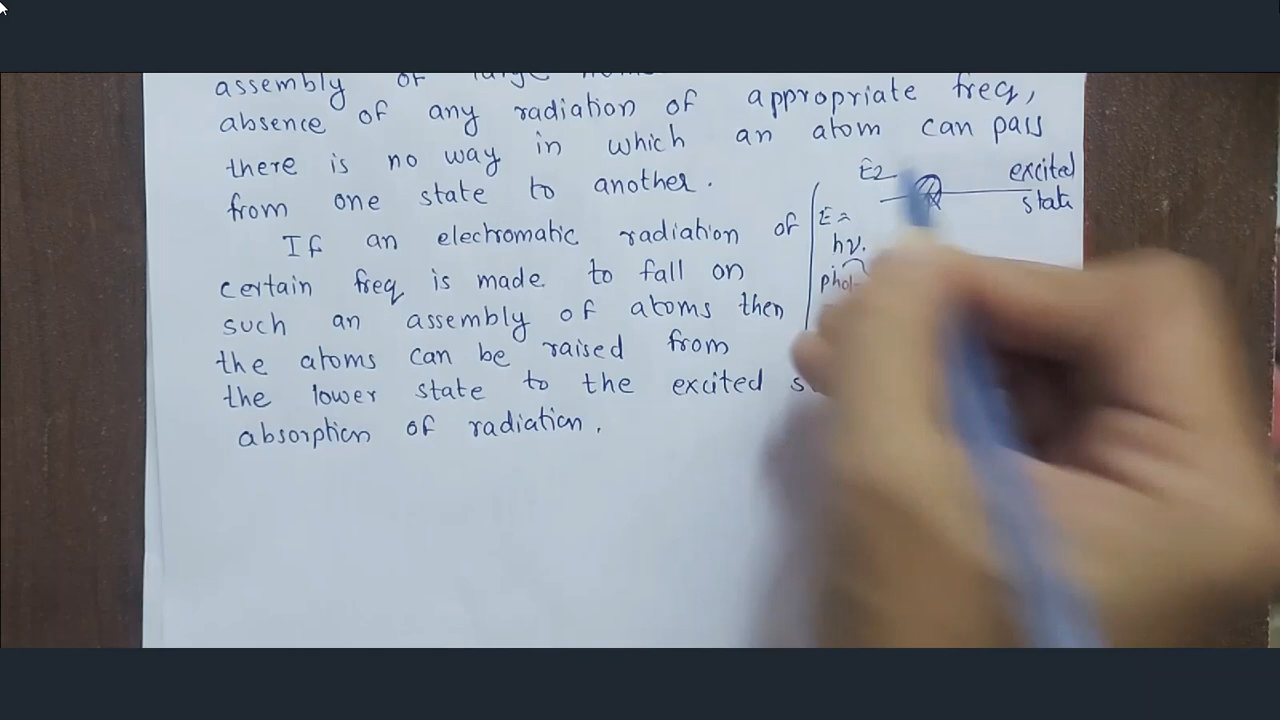 assembly of large
absence of any radiation of appropriate freq,
there is no way in which an atom can pass
from one state to another.
If an electromatic radiation of
certain freq is made to fall on
such an assembly of atoms then
the atoms can be raised from
the lower state to the excited
absorption of radiation.
E2
excited
state
E=
hν.